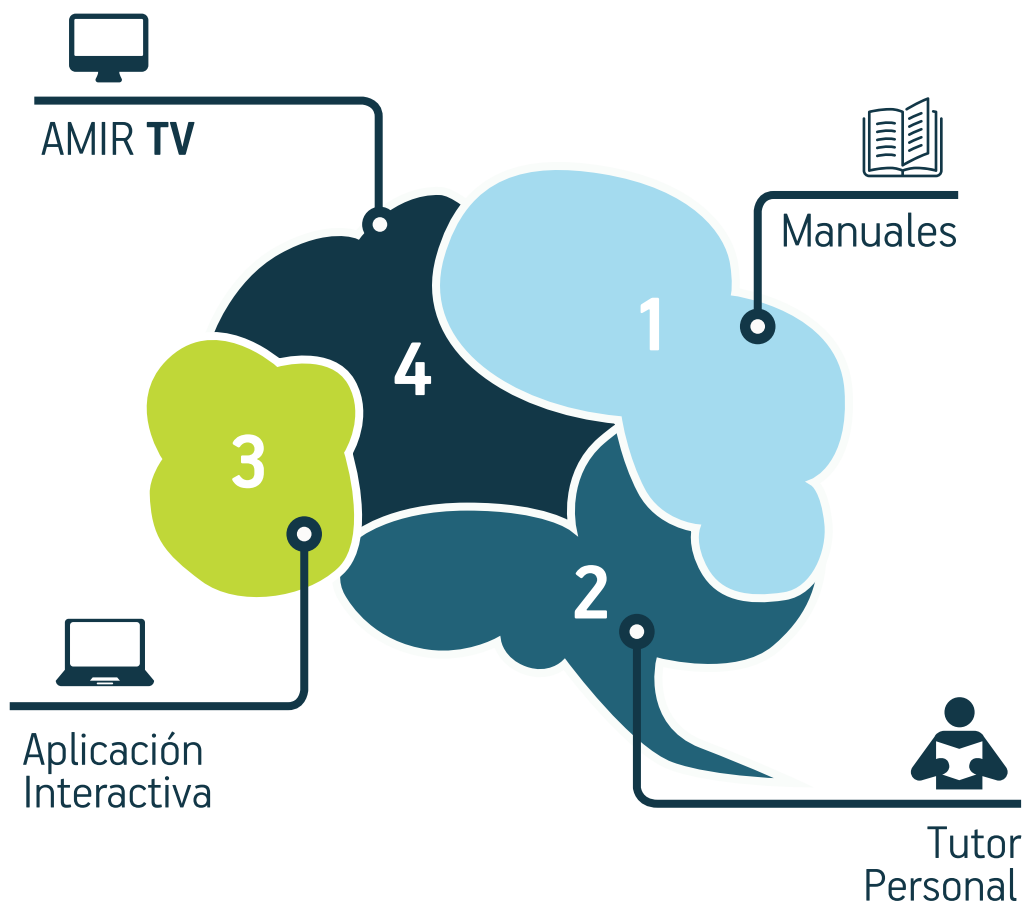 AMIR TV
Manuales
1
4
3
2
Aplicación
Interactiva
Tutor
Personal